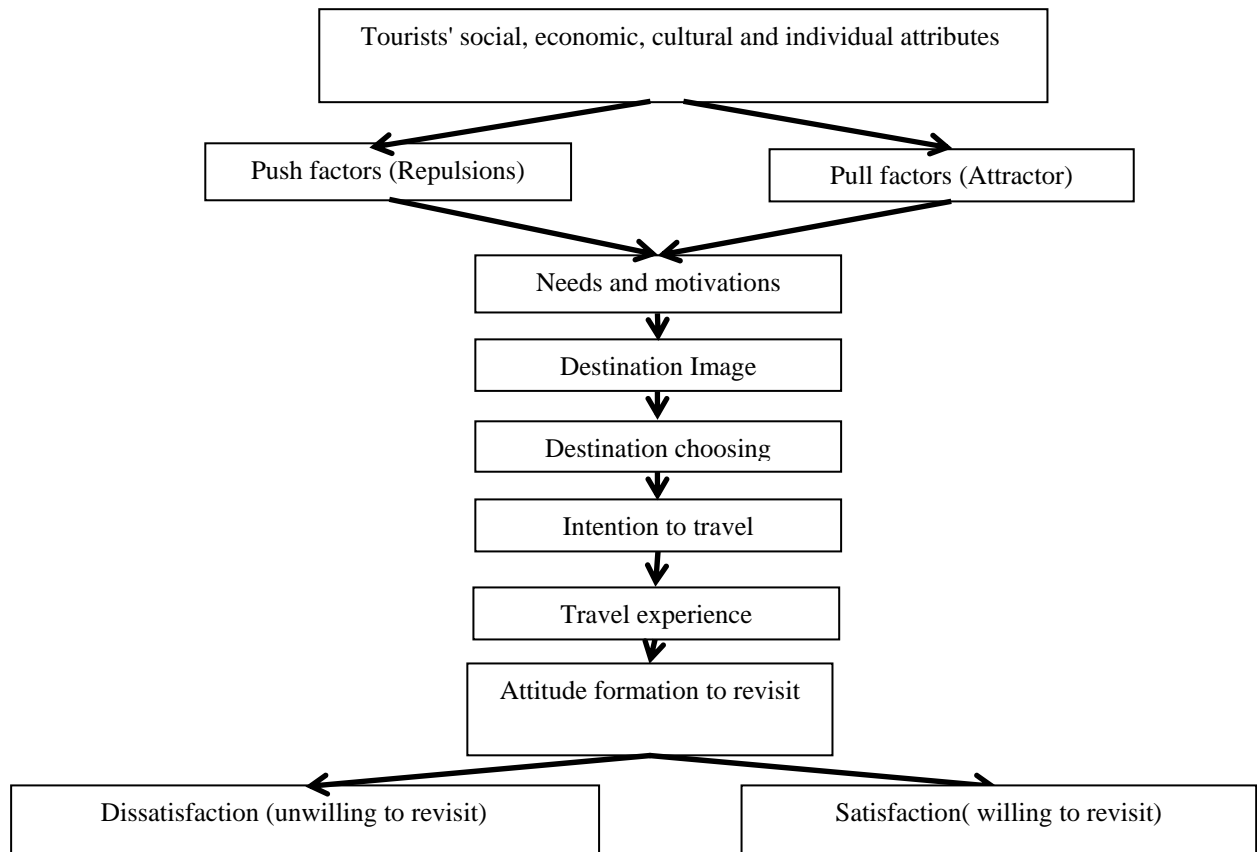 Tourists' social, economic, cultural and individual attributes
Push factors (Repulsions)
Pull factors (Attractor)
Needs and motivations
Destination Image
Destination choosing
Intention to travel
Travel experience
Attitude formation to revisit
Dissatisfaction (unwilling to revisit)
Satisfaction( willing to revisit)